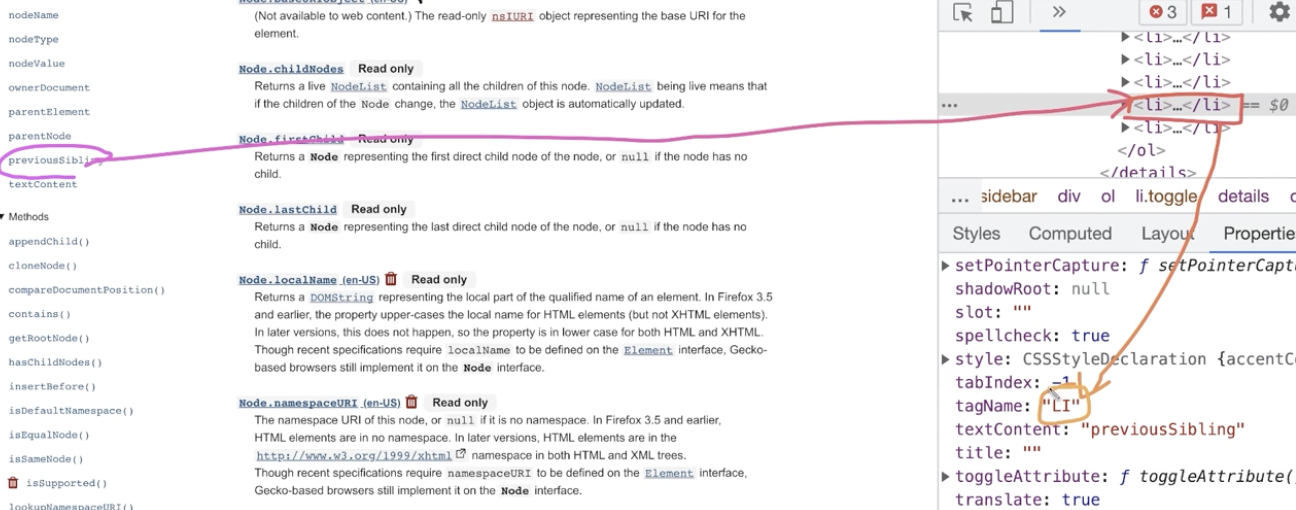 nodeName
nodeType
nodeValue
ownerDocument
parentElement
parentNode
previousSibling
textContent
Methods
appendChild()
cloneNode()
compareDocumentPosition()
contains()
getRootNode()
hasChildNodes()
insertBefore()
isDefaultNamespace()
isEqualNode()
isSameNode()
isSupported()
lookupNamespaceURI()
Node.baseURIObject (en-US)
(Not available to web content.) The read-only nsIURI object representing the base URI for the
element.
Node.childNodes Read only
Returns a live NodeList containing all the children of this node. NodeList being live means that
if the children of the Node change, the NodeList object is automatically updated.
Node.firstChild Read only
Returns a Node representing the first direct child node of the node, or null if the node has no
child.
Node.lastChild Read only
Returns a Node representing the last direct child node of the node, or null if the node has no
child.
Node.localName (en-US) Read only
Returns a DOMString representing the local part of the qualified name of an element. In Firefox 3.5
and earlier, the property upper-cases the local name for HTML elements (but not XHTML elements).
In later versions, this does not happen, so the property is in lower case for both HTML and XHTML.
Though recent specifications require localName to be defined on the Element interface, Gecko-
based browsers still implement it on the Node interface.
Node.namespaceURI (en-US) Read only
The namespace URI of this node, or null if it is no namespace. In Firefox 3.5 and earlier,
HTML elements are in no namespace. In later versions, HTML elements are in the
http://www.w3.org/1999/xhtml namespace in both HTML and XML trees.
Though recent specifications require namespaceURI to be defined on the Element interface,
Gecko-based browsers still implement it on the Node interface.
» 3 1
<li>…</li>
<li>…</li>
<li>…</li>
… <li>…</li> == $0
<li>…</li>
</ol>
</details>
… sidebar div ol li.toggle details
Styles Computed Layout Propertie
setPointerCapture: ƒ setPointerCapt
shadowRoot: null
slot: ""
spellcheck: true
style: CSSStyleDeclaration {accentC
tabIndex: -1
tagName: "LI"
textContent: "previousSibling"
title: ""
toggleAttribute: ƒ toggleAttribute(
translate: true